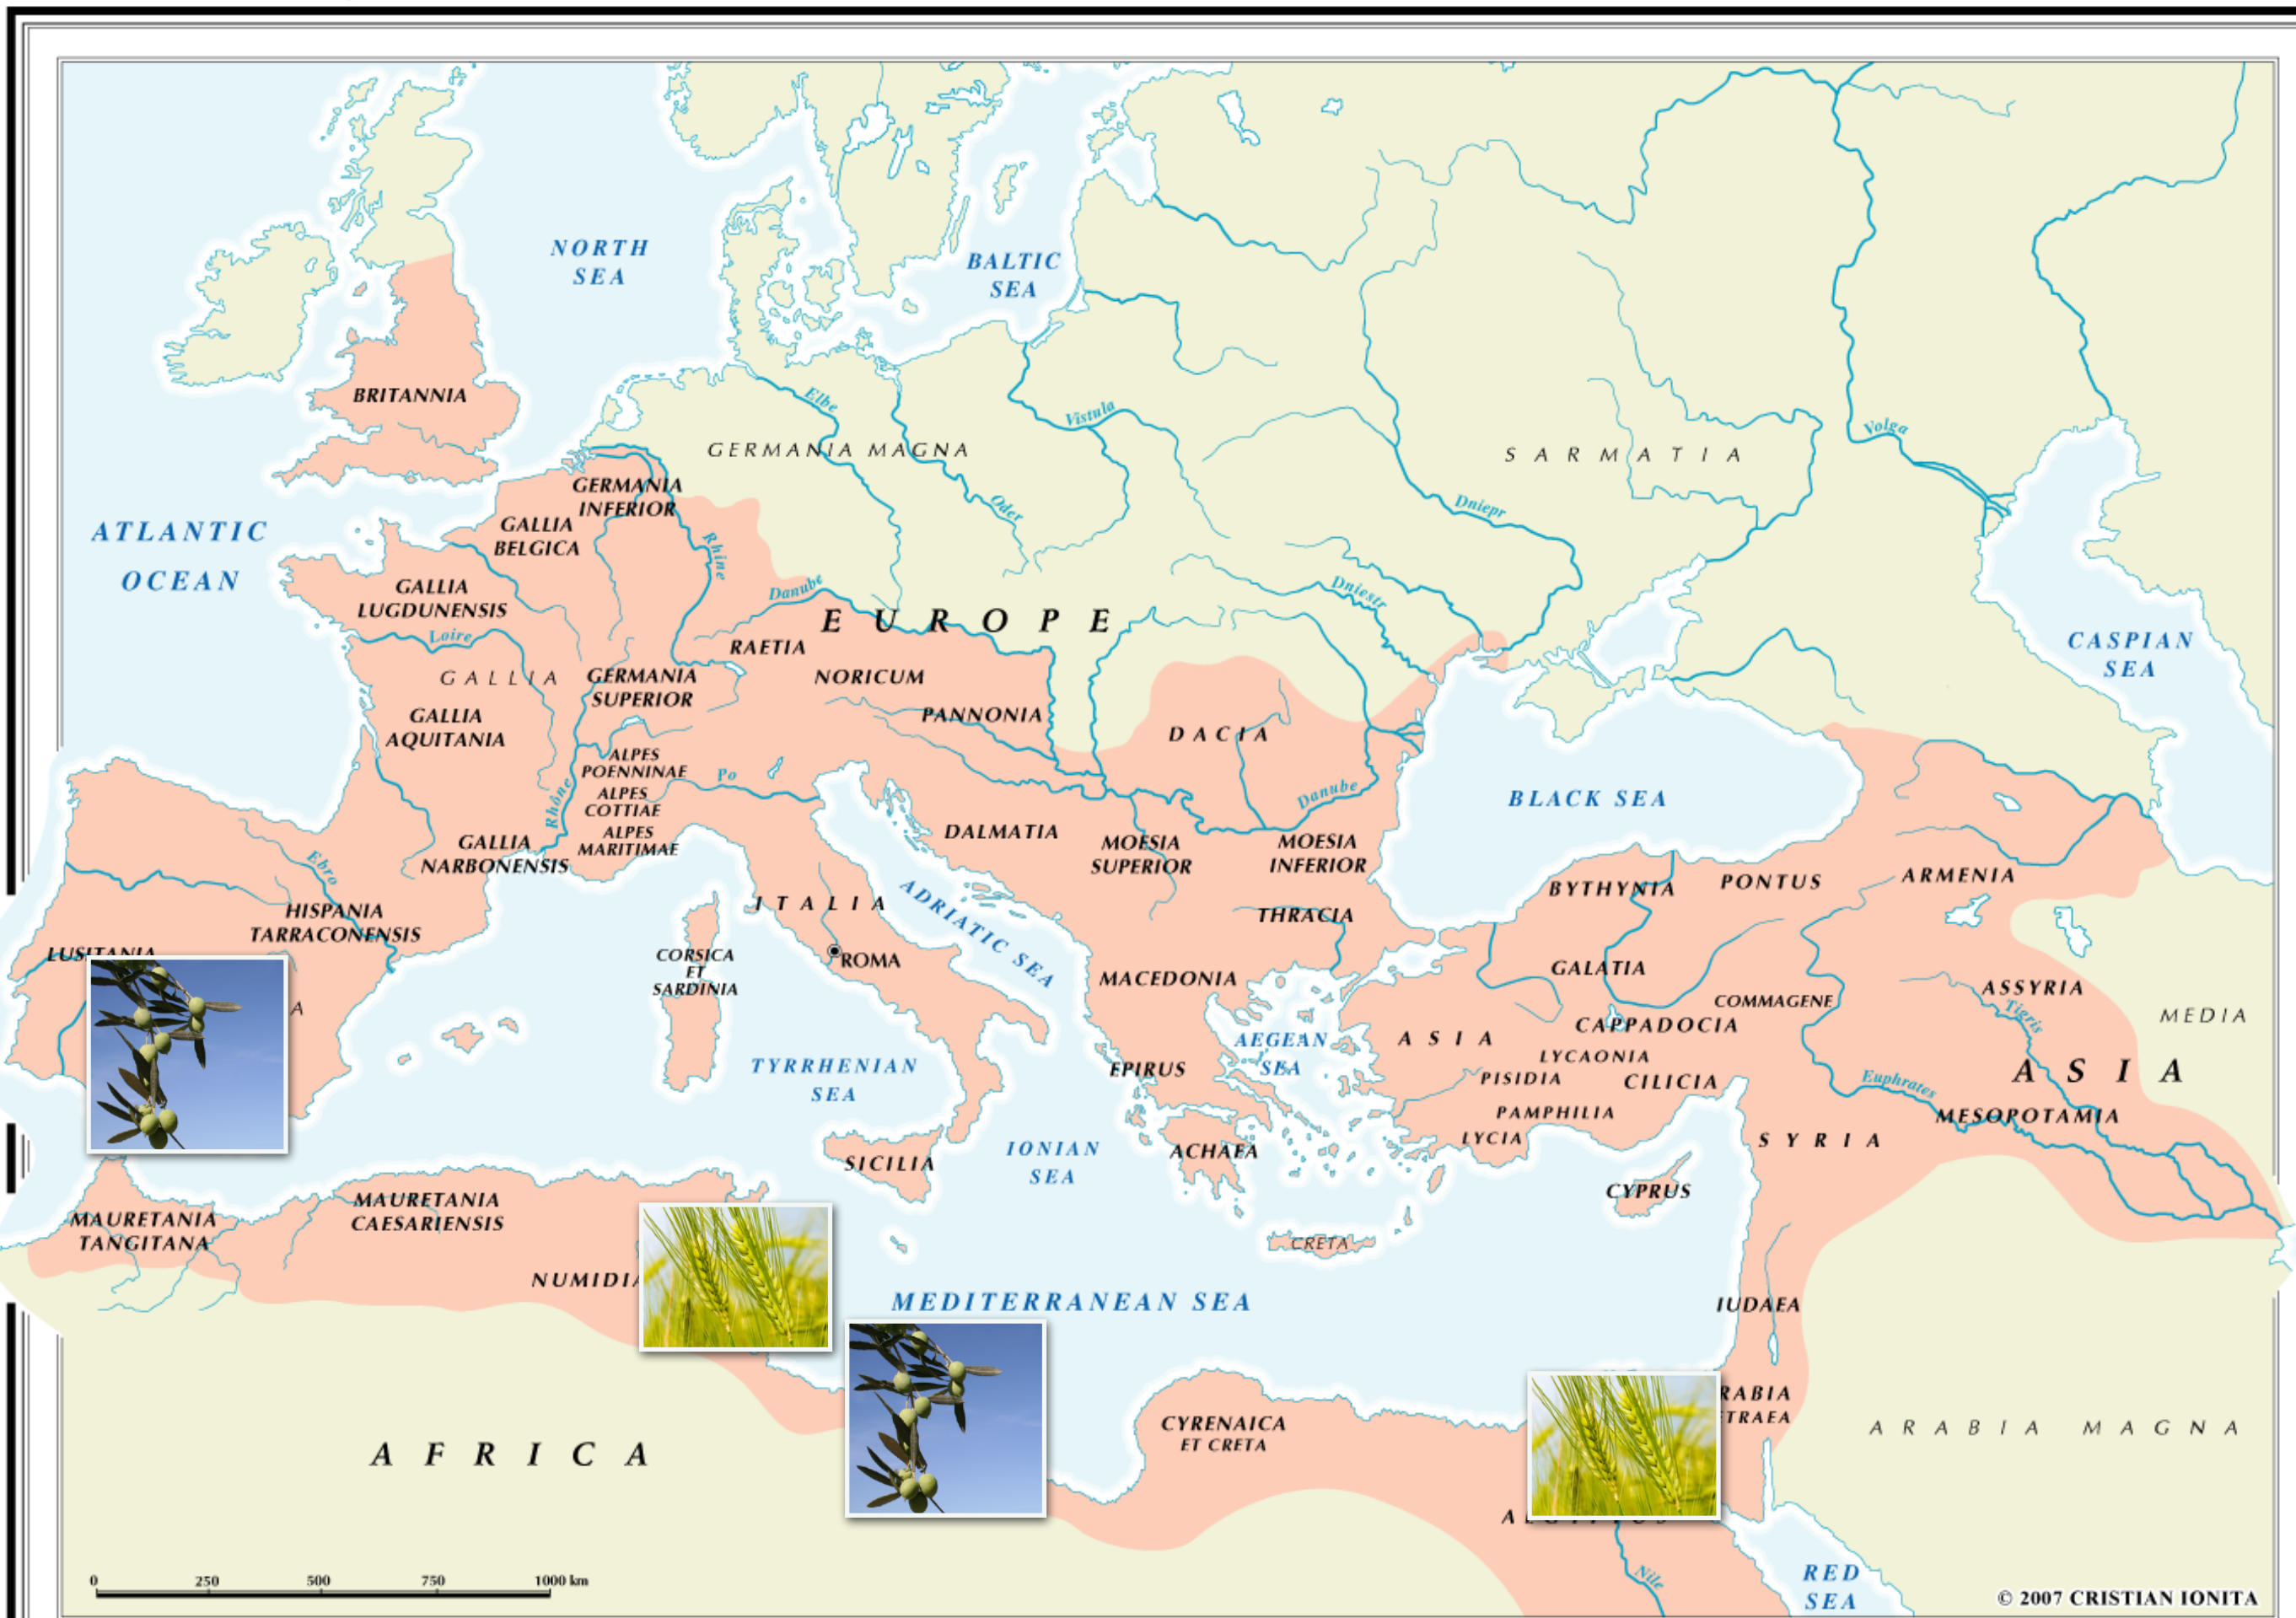 NORTH
SEA
BALTIC
SEA
BRITANNIA
Elbe
Vistula
Volga
GERMANIA MAGNA
SARMATIA
GERMANIA
INFERIOR
Oder
Dniepr
ATLANTIC
OCEAN
GALLIA
BELGICA
Rhine
GALLIA
LUGDUNENSIS
Danube
Dniestr
EUROPE
Loire
RAETIA
CASPIAN
SEA
GALLIA
GERMANIA
SUPERIOR
NORICUM
GALLIA
AQUITANIA
PANNONIA
DACIA
ALPES
POENNINAE
ALPES
COTTIAE
ALPES
MARITIMAE
Po
Rhône
Danube
BLACK SEA
GALLIA
NARBONENSIS
DALMATIA
MOESIA
SUPERIOR
MOESIA
INFERIOR
Ebro
BYTHYNIA
PONTUS
ARMENIA
HISPANIA
TARRACONENSIS
ITALIA
ADRIATIC SEA
THRACIA
LUSITANIA
CORSICA
ET
SARDINIA
ROMA
MACEDONIA
GALATIA
ASSYRIA
COMMAGENE
Tigris
MEDIA
A
CAPPADOCIA
AEGEAN
SEA
ASIA
LYCAONIA
TYRRHENIAN
SEA
EPIRUS
PISIDIA
CILICIA
Euphrates
ASIA
PAMPHILIA
MESOPOTAMIA
LYCIA
SYRIA
IONIAN
SEA
ACHAEA
SICILIA
CYPRUS
MAURETANIA
TANGITANA
MAURETANIA
CAESARIENSIS
CRETA
NUMIDIA
MEDITERRANEAN SEA
IUDAEA
RABIA
TRAEA
CYRENAICA
ET CRETA
ARABIA MAGNA
AFRICA
Nile
RED
SEA
0 250 500 750 1000 km
© 2007 CRISTIAN IONITA